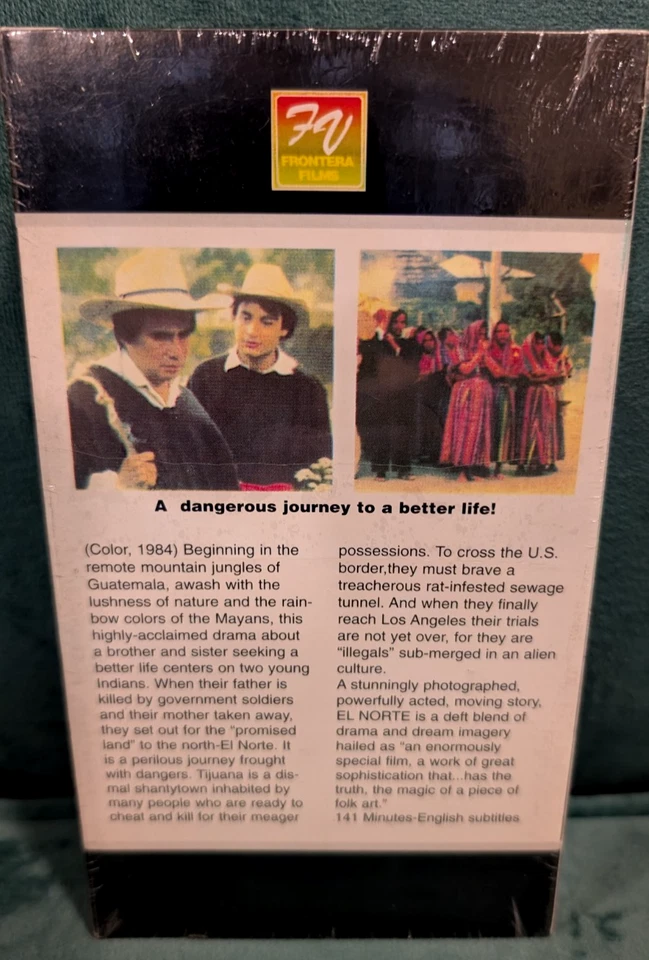 FV
FRONTERA
FILMS
A dangerous journey to a better life!
(Color, 1984) Beginning in the
remote mountain jungles of
Guatemala, awash with the
lushness of nature and the rain-
bow colors of the Mayans, this
highly-acclaimed drama about
a brother and sister seeking a
better life centers on two young
Indians. When their father is
killed by government soldiers
and their mother taken away,
they set out for the "promised
land" to the north-El Norte. It
is a perilous journey frought
with dangers. Tijuana is a dis-
mal shantytown inhabited by
many people who are ready to
cheat and kill for their meager
possessions. To cross the U.S.
border,they must brave a
treacherous rat-infested sewage
tunnel. And when they finally
reach Los Angeles their trials
are not yet over, for they are
"illegals" sub-merged in an alien
culture.
A stunningly photographed,
powerfully acted, moving story,
EL NORTE is a deft blend of
drama and dream imagery
hailed as "an enormously
special film, a work of great
sophistication that...has the
truth, the magic of a piece of
folk art."
141 Minutes-English subtitles